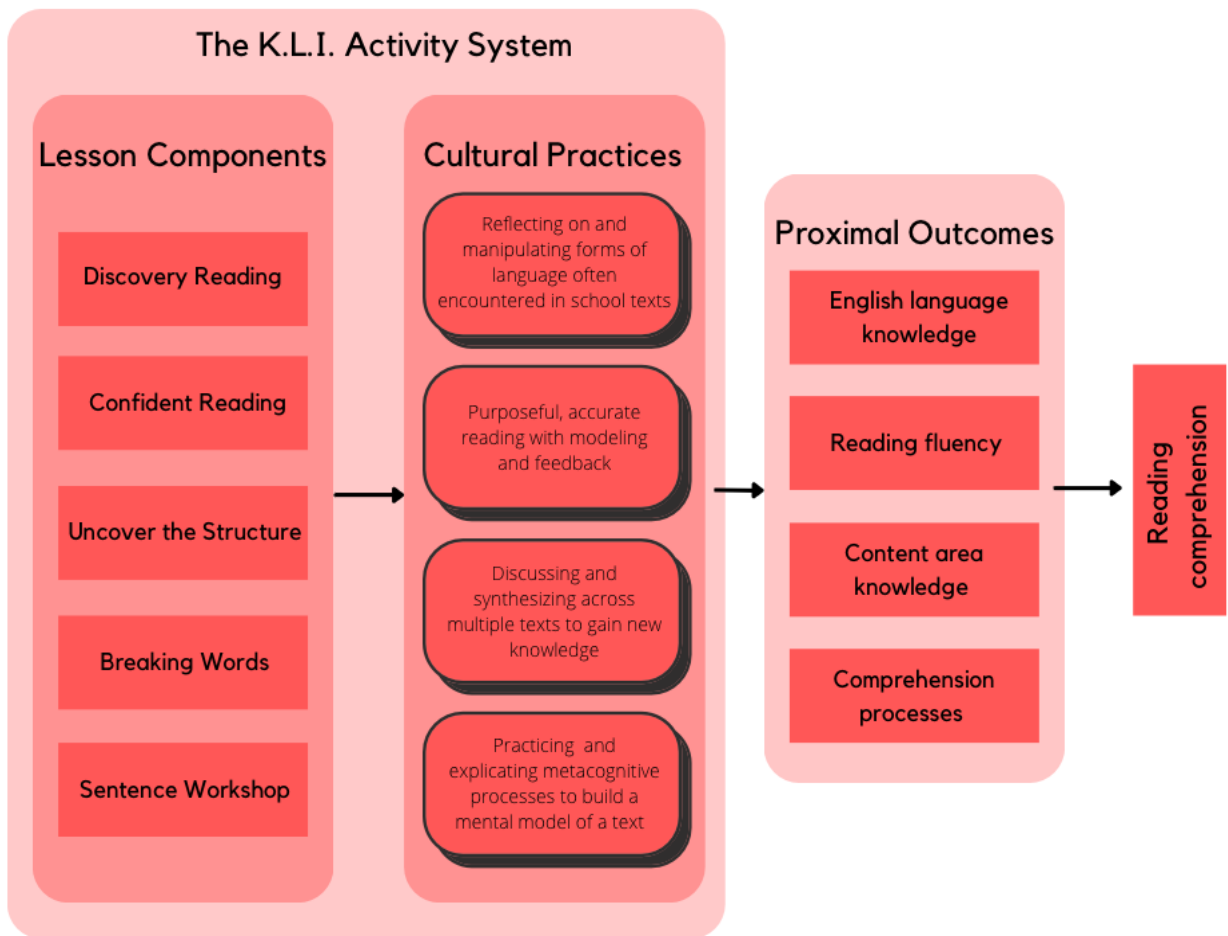 The K.L.I. Activity System
Lesson Components
Discovery Reading
Confident Reading
Uncover the Structure
Breaking Words
Sentence Workshop
Cultural Practices
Reflecting on and
manipulating forms of
language often
encountered in school texts
Purposeful, accurate
reading with modeling
and feedback
Discussing and
synthesizing across
multiple texts to gain new
knowledge
Practicing and
explicating metacognitive
processes to build a
mental model of a text
Proximal Outcomes
English language
knowledge
Reading fluency
Content area
knowledge
Comprehension
processes
Reading
comprehension